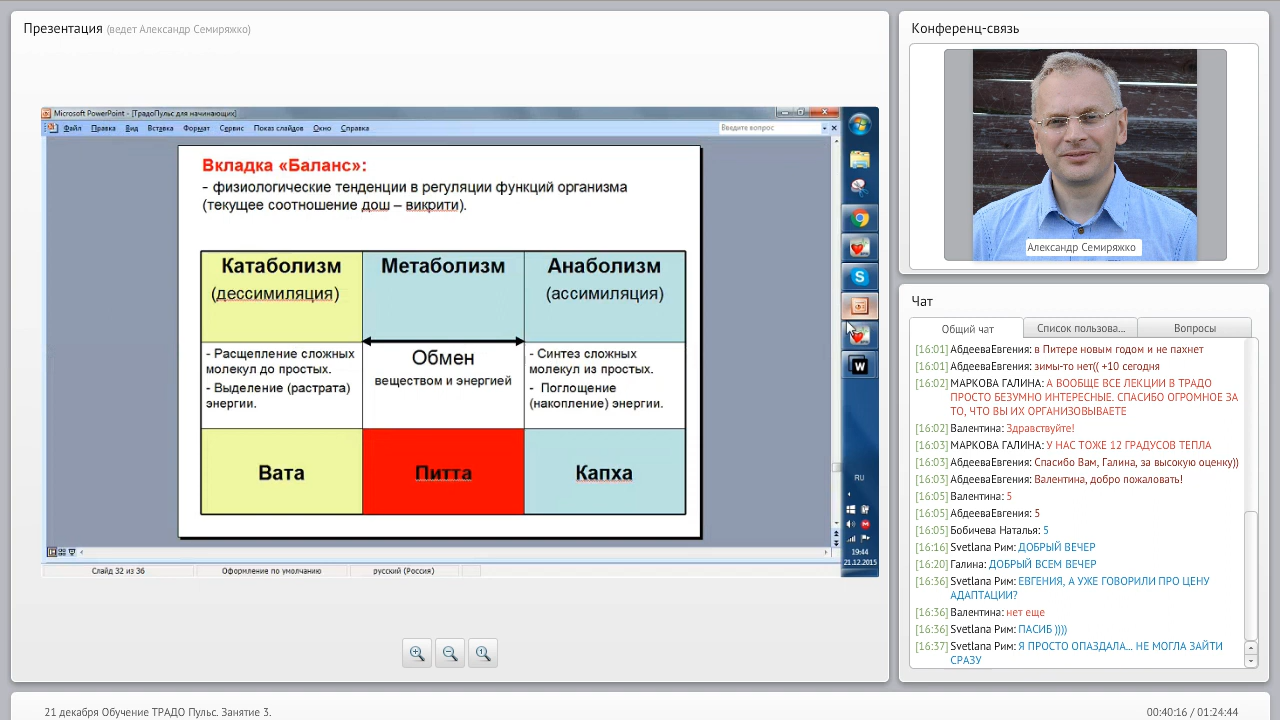 Презентация (ведет Александр Семиряжко)
Microsoft PowerPoint - [ТрадоПульс для начинающих]
Файл Правка Вид Вставка Формат Сервис Показ слайдов Окно Справка
Введите вопрос
Вкладка «Баланс»:
- физиологические тенденции в регуляции функций организма
(текущее соотношение дош – викрити).
Катаболизм
(дессимиляция)
Метаболизм
Анаболизм
(ассимиляция)
- Расщепление сложных
молекул до простых.
- Выделение (растрата)
энергии.
Обмен
веществом и энергией
- Синтез сложных
молекул из простых.
- Поглощение
(накопление) энергии.
Вата
Питта
Капха
Слайд 32 из 36
Оформление по умолчанию
русский (Россия)
RU
19:44
21.12.2015
Конференц-связь
Александр Семиряжко
Чат
Общий чат
Список пользова...
Вопросы
[16:01] АбдееваЕвгения: в Питере новым годом и не пахнет
[16:01] АбдееваЕвгения: зимы-то нет(( +10 сегодня
[16:02] МАРКОВА ГАЛИНА: А ВООБЩЕ ВСЕ ЛЕКЦИИ В ТРАДО
ПРОСТО БЕЗУМНО ИНТЕРЕСНЫЕ. СПАСИБО ОГРОМНОЕ ЗА
ТО, ЧТО ВЫ ИХ ОРГАНИЗОВЫВАЕТЕ
[16:02] Валентина: Здравствуйте!
[16:03] МАРКОВА ГАЛИНА: У НАС ТОЖЕ 12 ГРАДУСОВ ТЕПЛА
[16:03] АбдееваЕвгения: Спасибо Вам, Галина, за высокую оценку))
[16:03] АбдееваЕвгения: Валентина, добро пожаловать!
[16:05] Валентина: 5
[16:05] АбдееваЕвгения: 5
[16:05] Бобичева Наталья: 5
[16:16] Svetlana Рим: ДОБРЫЙ ВЕЧЕР
[16:20] Галина: ДОБРЫЙ ВСЕМ ВЕЧЕР
[16:36] Svetlana Рим: ЕВГЕНИЯ, А УЖЕ ГОВОРИЛИ ПРО ЦЕНУ
АДАПТАЦИИ?
[16:36] Валентина: нет еще
[16:36] Svetlana Рим: ПАСИБ ))))
[16:37] Svetlana Рим: Я ПРОСТО ОПАЗДАЛА... НЕ МОГЛА ЗАЙТИ
СРАЗУ
21 декабря Обучение ТРАДО Пульс. Занятие 3.
00:40:16 / 01:24:44